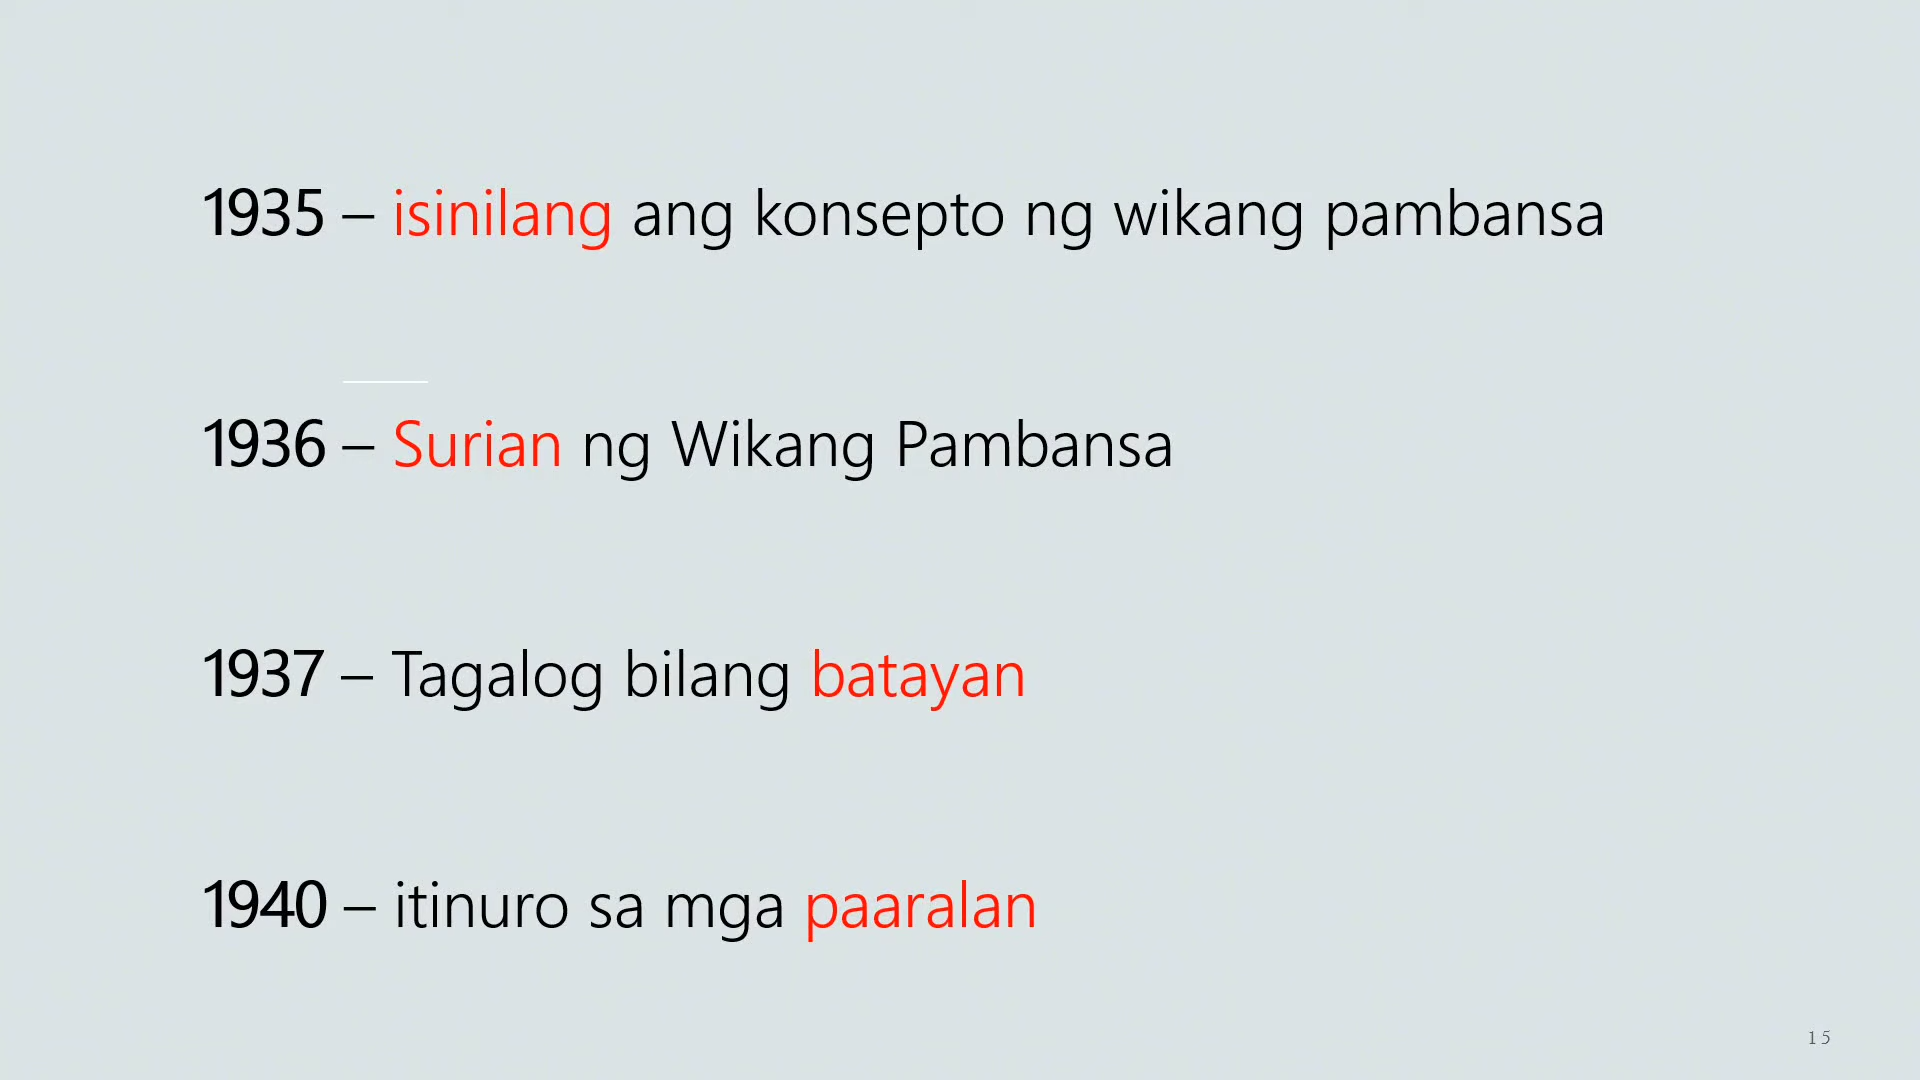 1935 – isinilang ang konsepto ng wikang pambansa
1936 – Surian ng Wikang Pambansa
1937 – Tagalog bilang batayan
1940 – itinuro sa mga paaralan
15